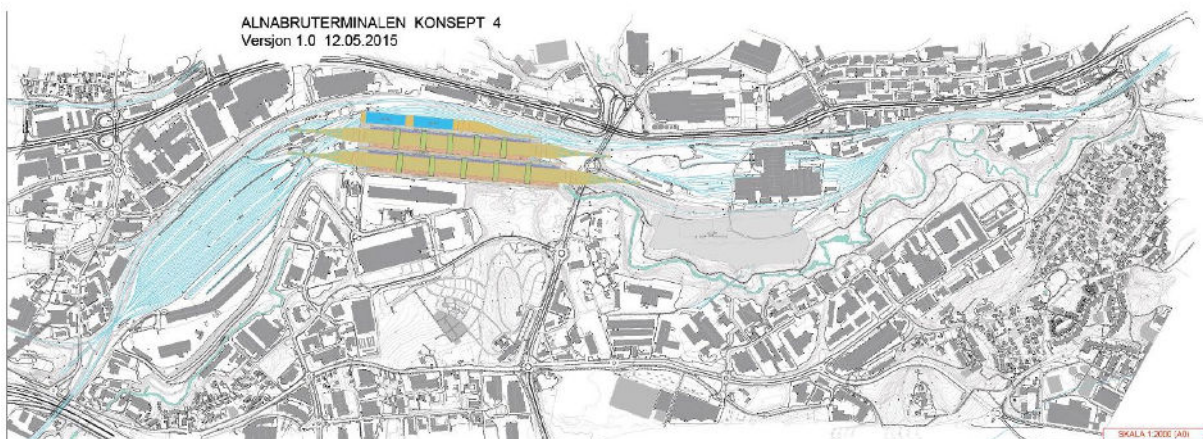 ALNABRUTERMINALEN KONSEPT 4
Versjon 1.0 12.05.2015
SKALA 1:2000 (A0)